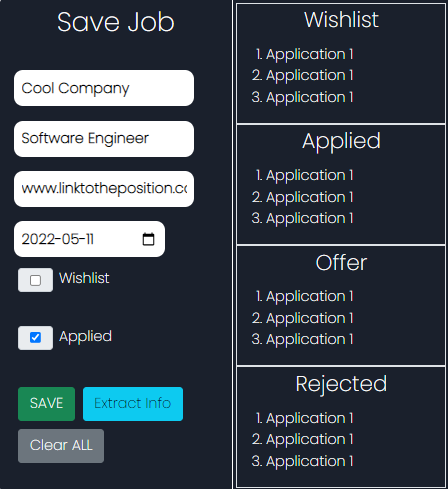 Save Job
Cool Company
Software Engineer
www.linktotheposition.co
2022-05-11
Wishlist
Applied
SAVE
Extract Info
Clear ALL
Wishlist
1. Application 1
2. Application 1
3. Application 1
Applied
1. Application 1
2. Application 1
3. Application 1
Offer
1. Application 1
2. Application 1
3. Application 1
Rejected
1. Application 1
2. Application 1
3. Application 1